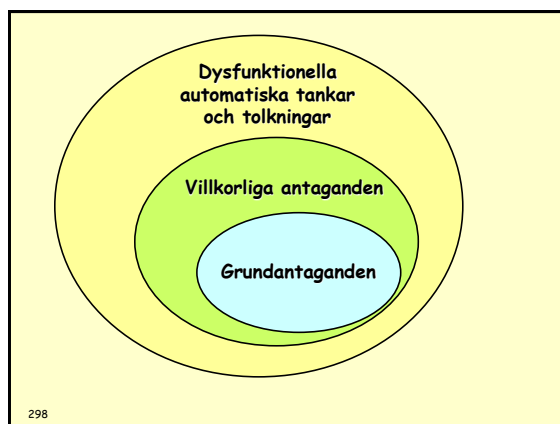 Dysfunktionella
automatiska tankar
och tolkningar
Villkorliga antaganden
Grundantaganden
298